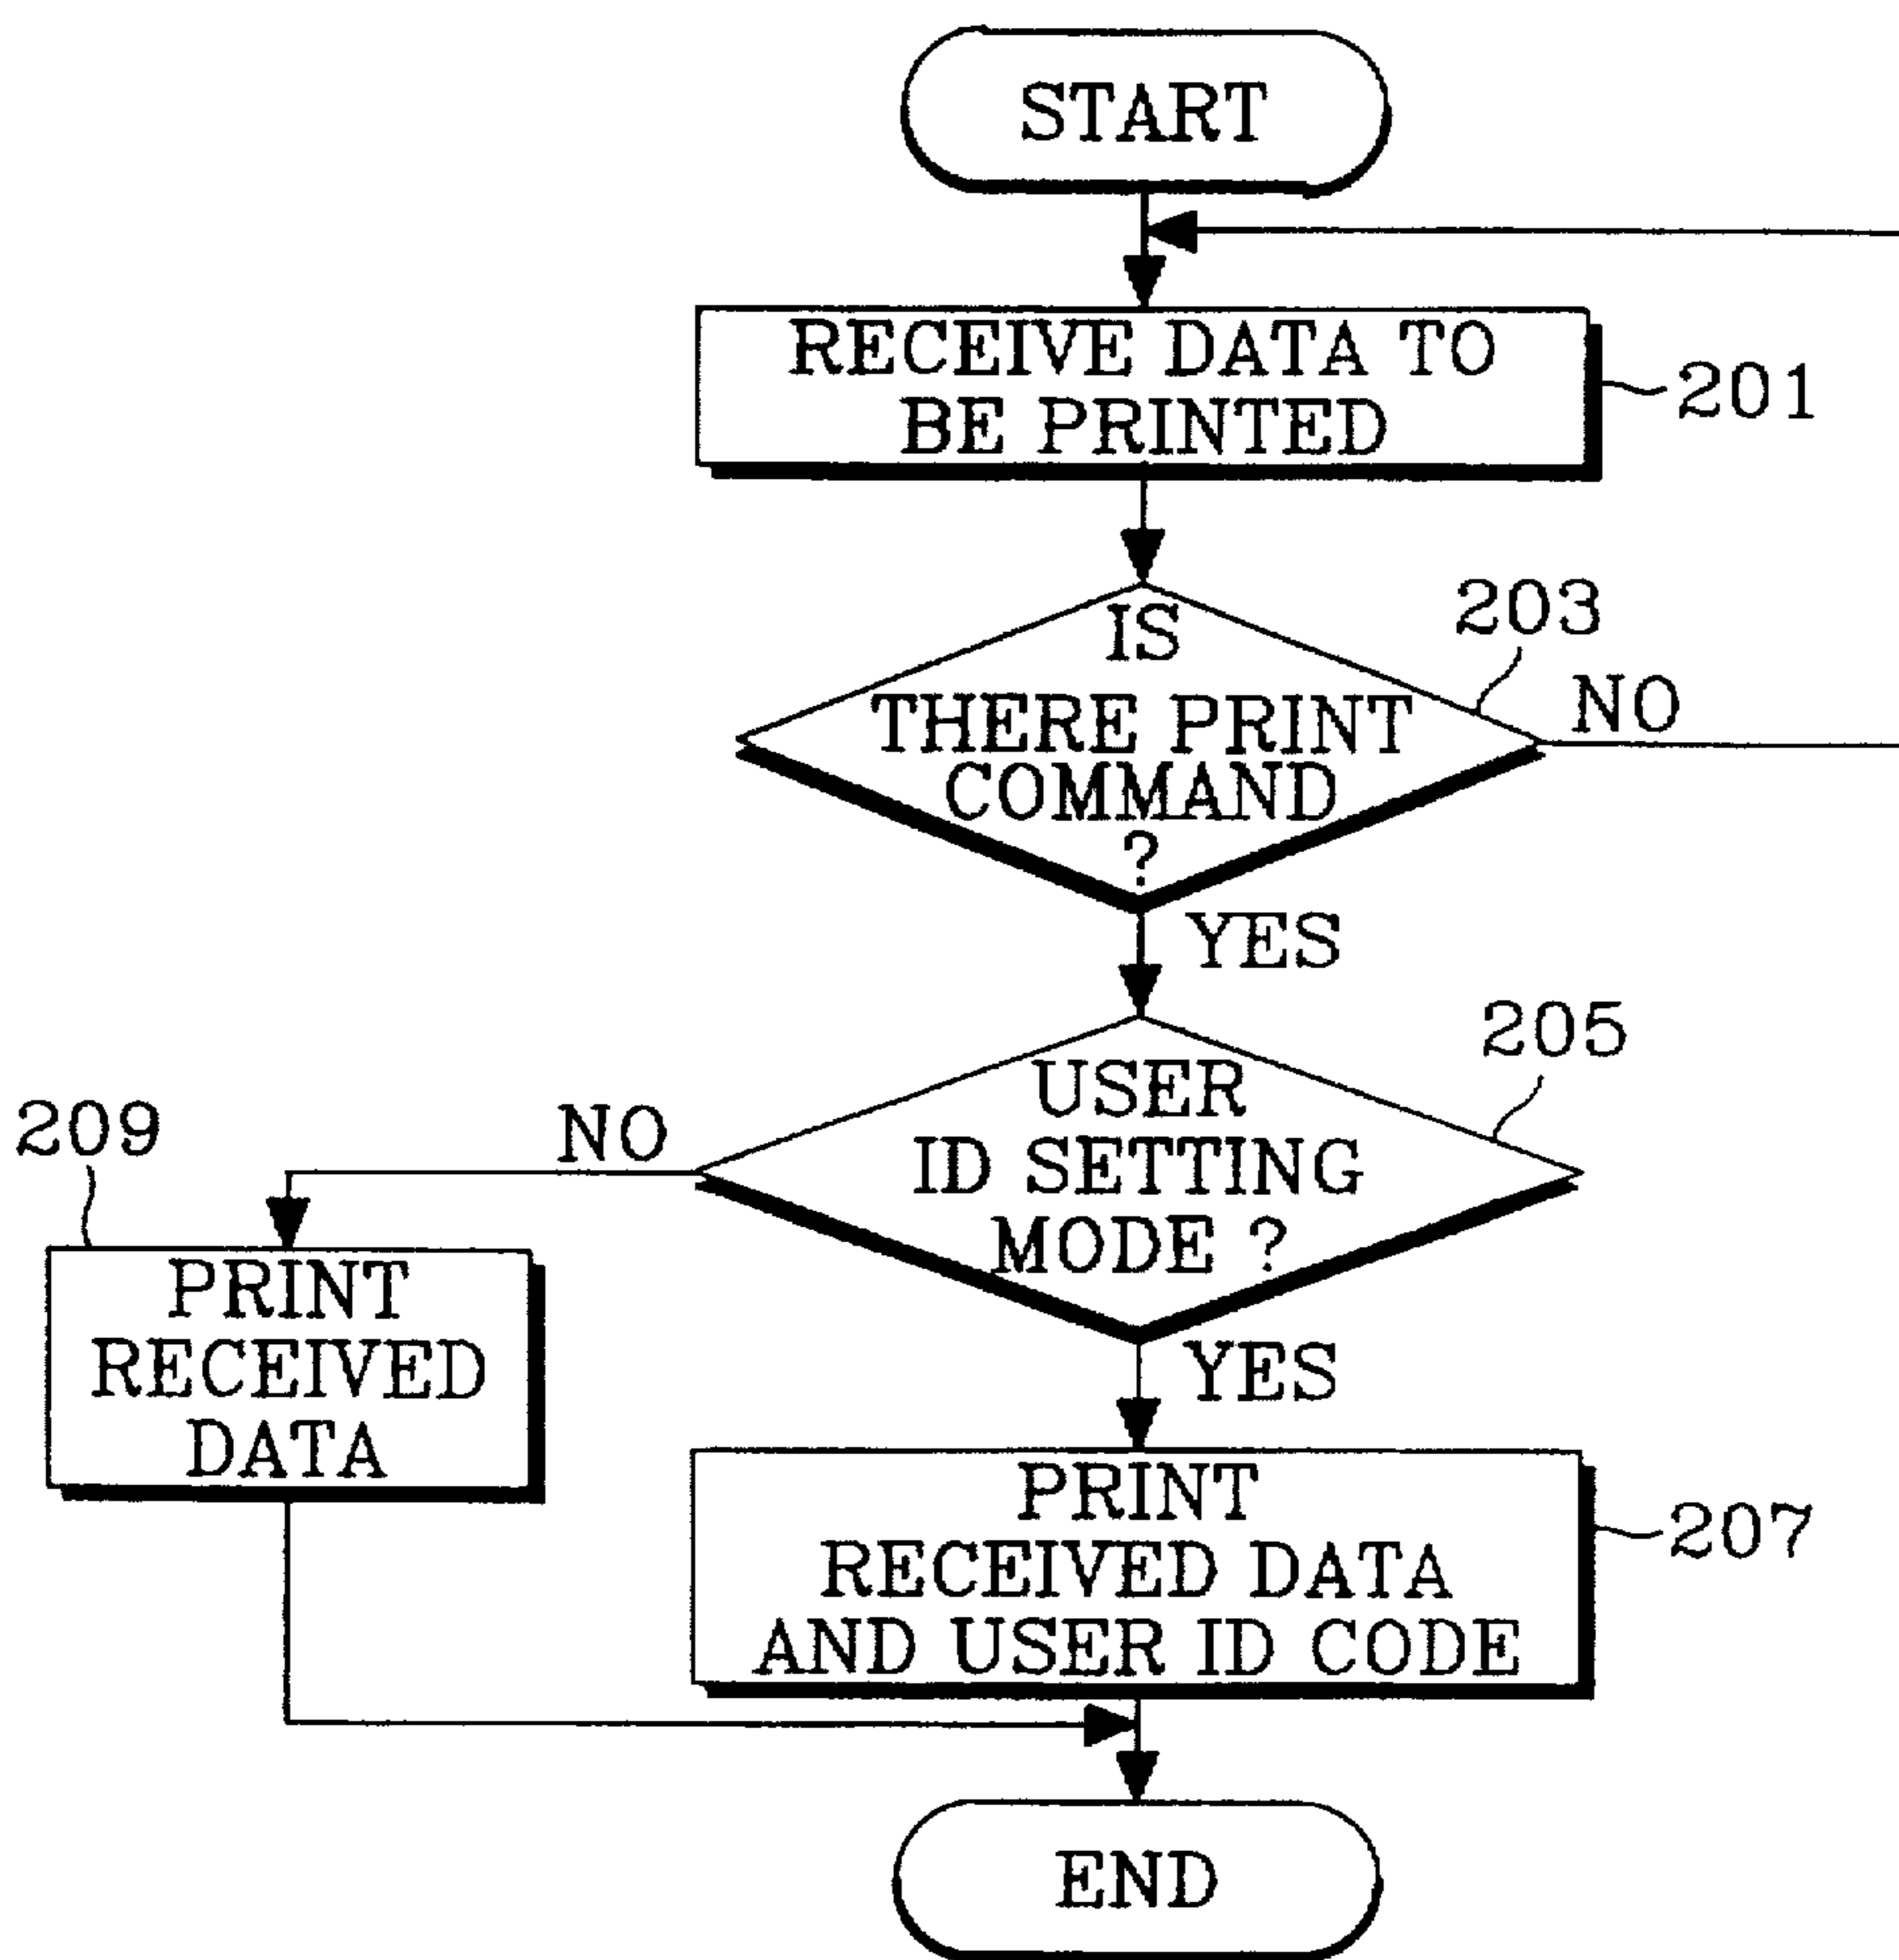 START
RECEIVE DATA TO
BE PRINTED
201
IS
THERE PRINT
COMMAND
?
203
NO
YES
USER
ID SETTING
MODE ?
205
NO
209
PRINT
RECEIVED
DATA
YES
PRINT
RECEIVED DATA
AND USER ID CODE
207
END